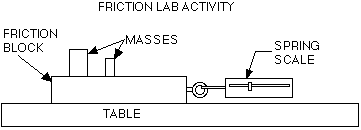 FRICTION LAB ACTIVITY
FRICTION
BLOCK
MASSES
SPRING
SCALE
TABLE